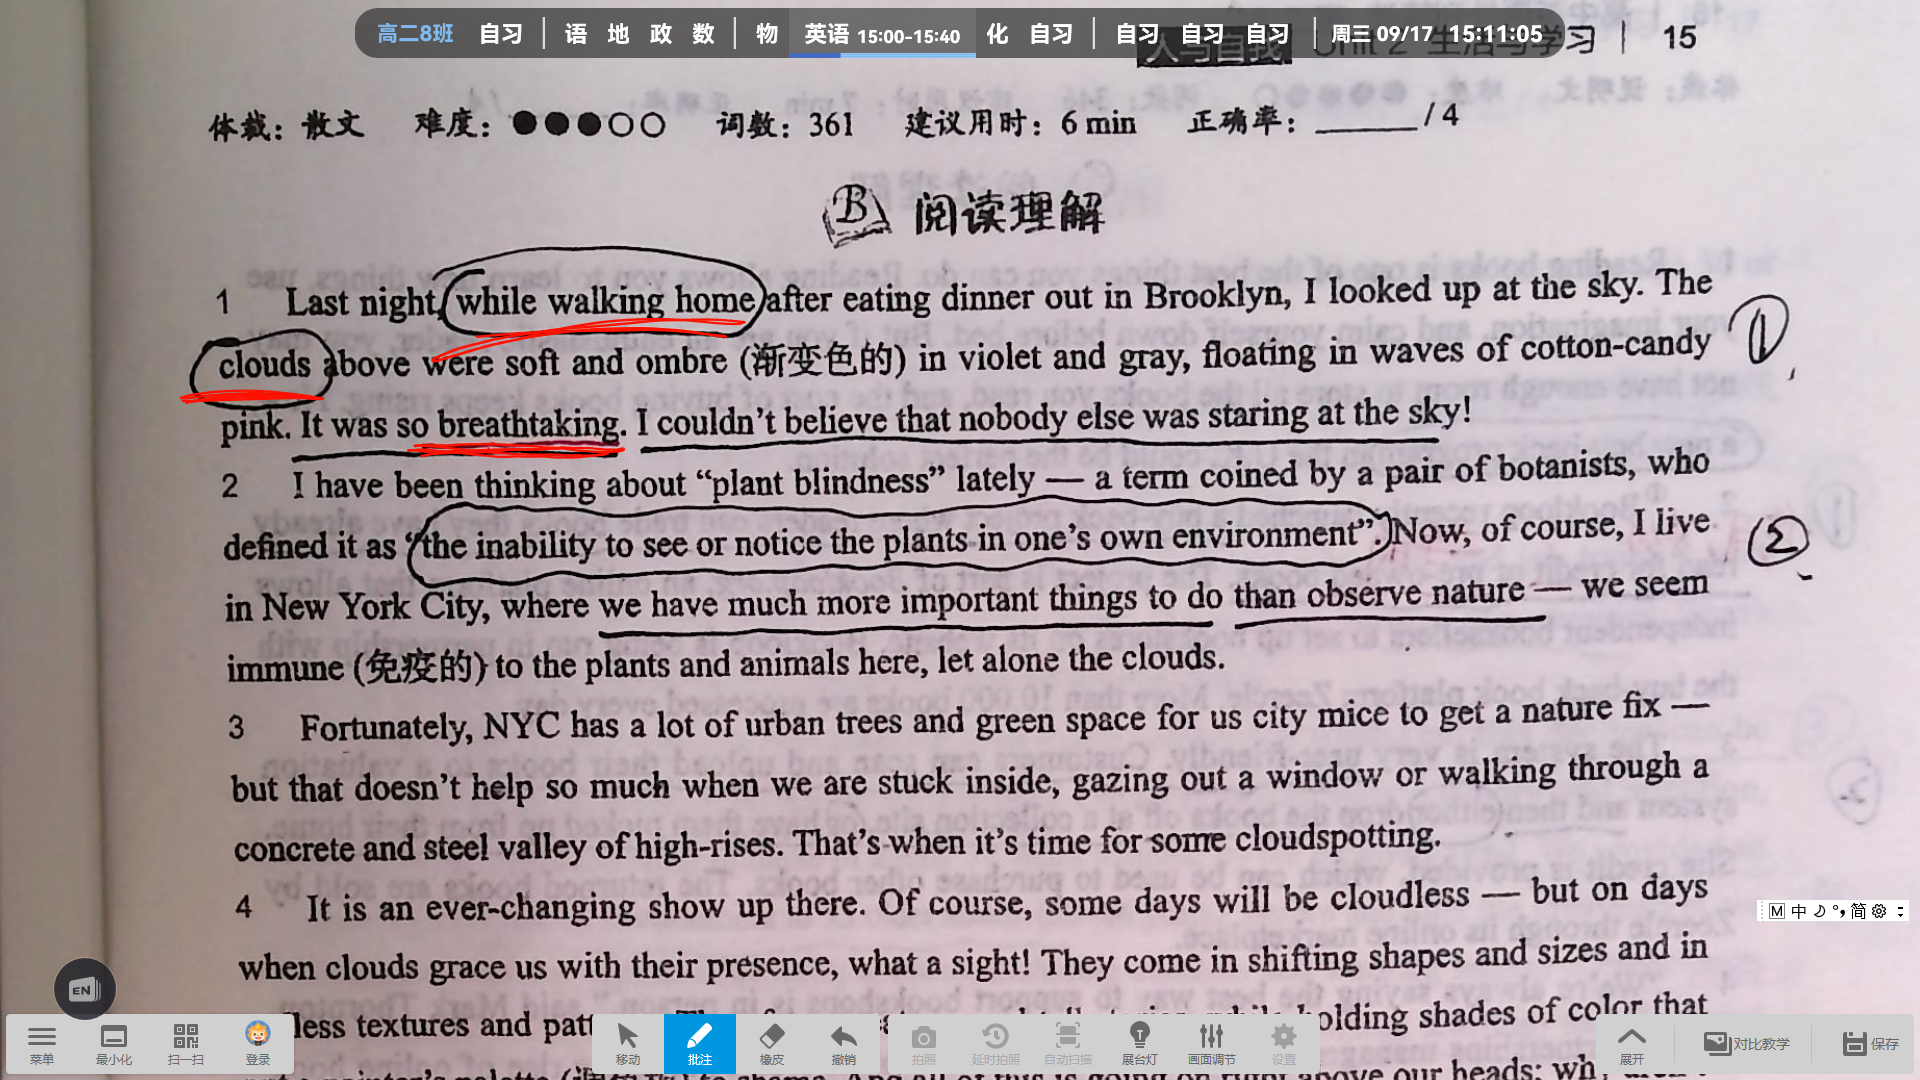 高二8班 自习 | 语 地 政 数 | 物 英语 15:00-15:40 化 自习 | 自习 自习 自习 | 周三 09/17 15:11:05
人与自我 Unit 2 生活与学习 | 15
体裁：散文 难度：●●●○○ 词数：361 建议用时：6 min 正确率：______/ 4
B 阅读理解
1 Last night, while walking home after eating dinner out in Brooklyn, I looked up at the sky. The
clouds above were soft and ombre (渐变色的) in violet and gray, floating in waves of cotton-candy
①
pink. It was so breathtaking. I couldn't believe that nobody else was staring at the sky!
2 I have been thinking about “plant blindness” lately — a term coined by a pair of botanists, who
defined it as “the inability to see or notice the plants in one's own environment”. Now, of course, I live
②
in New York City, where we have much more important things to do than observe nature — we seem
immune (免疫的) to the plants and animals here, let alone the clouds.
3 Fortunately, NYC has a lot of urban trees and green space for us city mice to get a nature fix —
but that doesn't help so much when we are stuck inside, gazing out a window or walking through a
concrete and steel valley of high-rises. That's when it's time for some cloudspotting.
4 It is an ever-changing show up there. Of course, some days will be cloudless — but on days
M 中 简
when clouds grace us with their presence, what a sight! They come in shifting shapes and sizes and in
EN
less textures and patt olding shades of color that
菜单 最小化 扫一扫 登录 移动 批注 橡皮 撤销 拍照 延时拍照 自动扫描 展台灯 画面调节 设置 展开 对比教学 保存
above our heads; wh